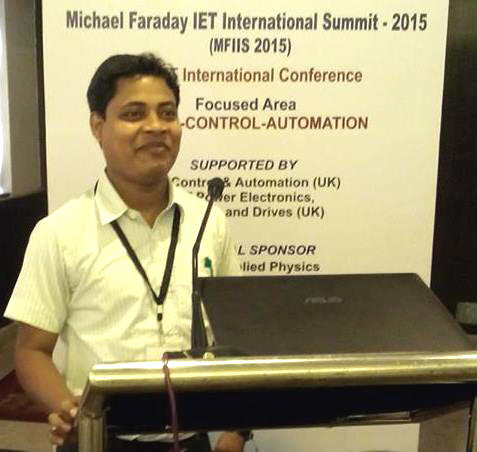 Michael Faraday IET International Summit - 2015
(MFIIS 2015)
International Conference
Focused Area
-CONTROL-AUTOMATION
SUPPORTED BY
Control & Automation (UK)
Power Electronics,
and Drives (UK)
SPONSOR
Physics
ASUS